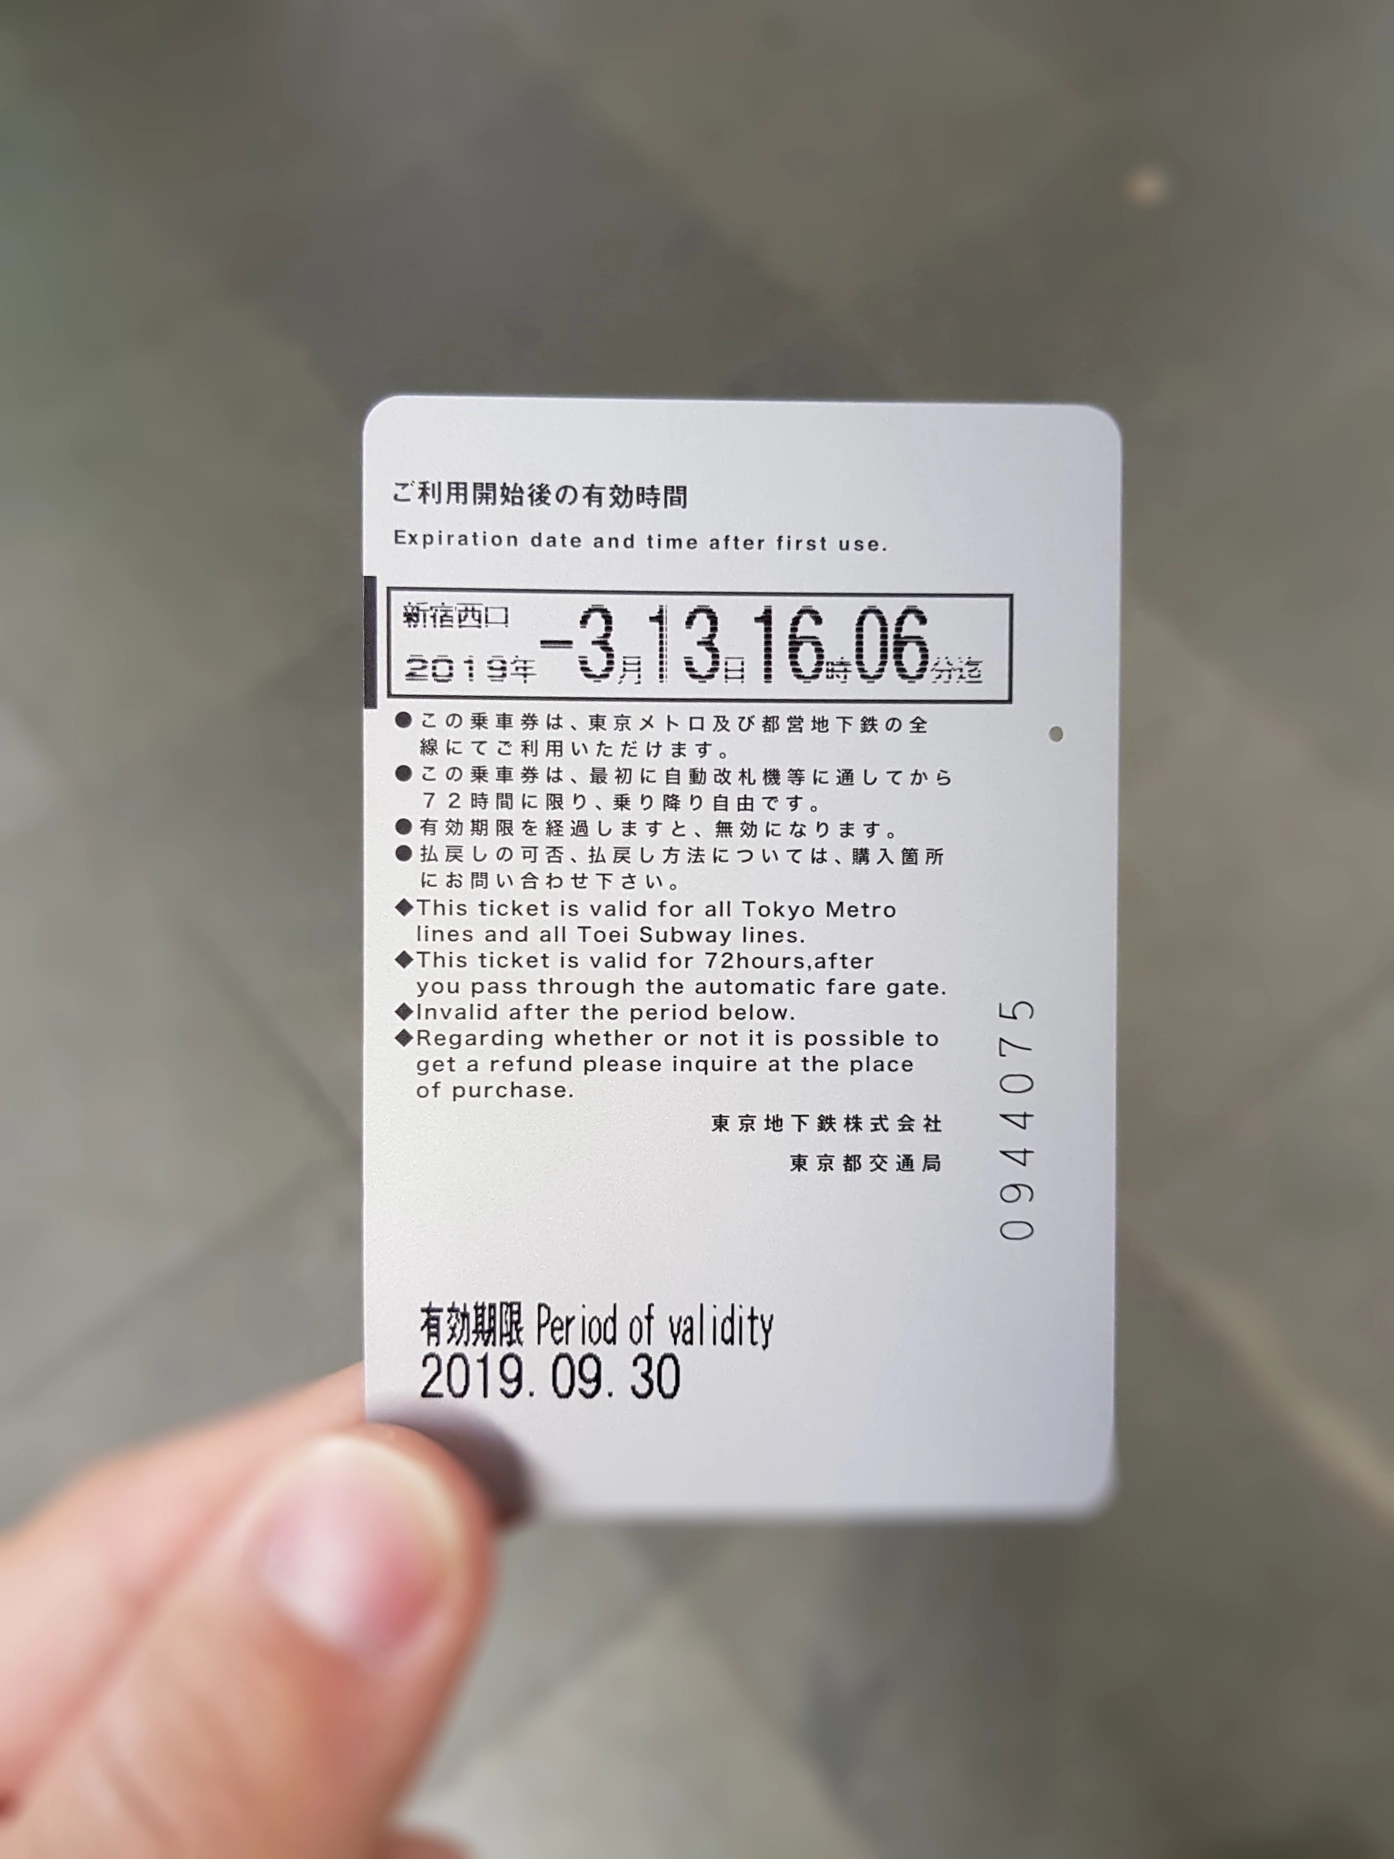 ご利用開始後の有効時間
Expiration date and time after first use.
新宿西口
2019年 -3月13日16時06分迄
●この乗車券は、東京メトロ及び都営地下鉄の全
線にてご利用いただけます。
●この乗車券は、最初に自動改札機等に通してから
７２時間に限り、乗り降り自由です。
●有効期限を経過しますと、無効になります。
●払戻しの可否、払戻し方法については、購入箇所
にお問い合わせ下さい。
◆This ticket is valid for all Tokyo Metro
lines and all Toei Subway lines.
◆This ticket is valid for 72hours,after
you pass through the automatic fare gate.
◆Invalid after the period below.
◆Regarding whether or not it is possible to
get a refund please inquire at the place
of purchase.
東京地下鉄株式会社
東京都交通局
0944075
有効期限 Period of validity
2019.09.30